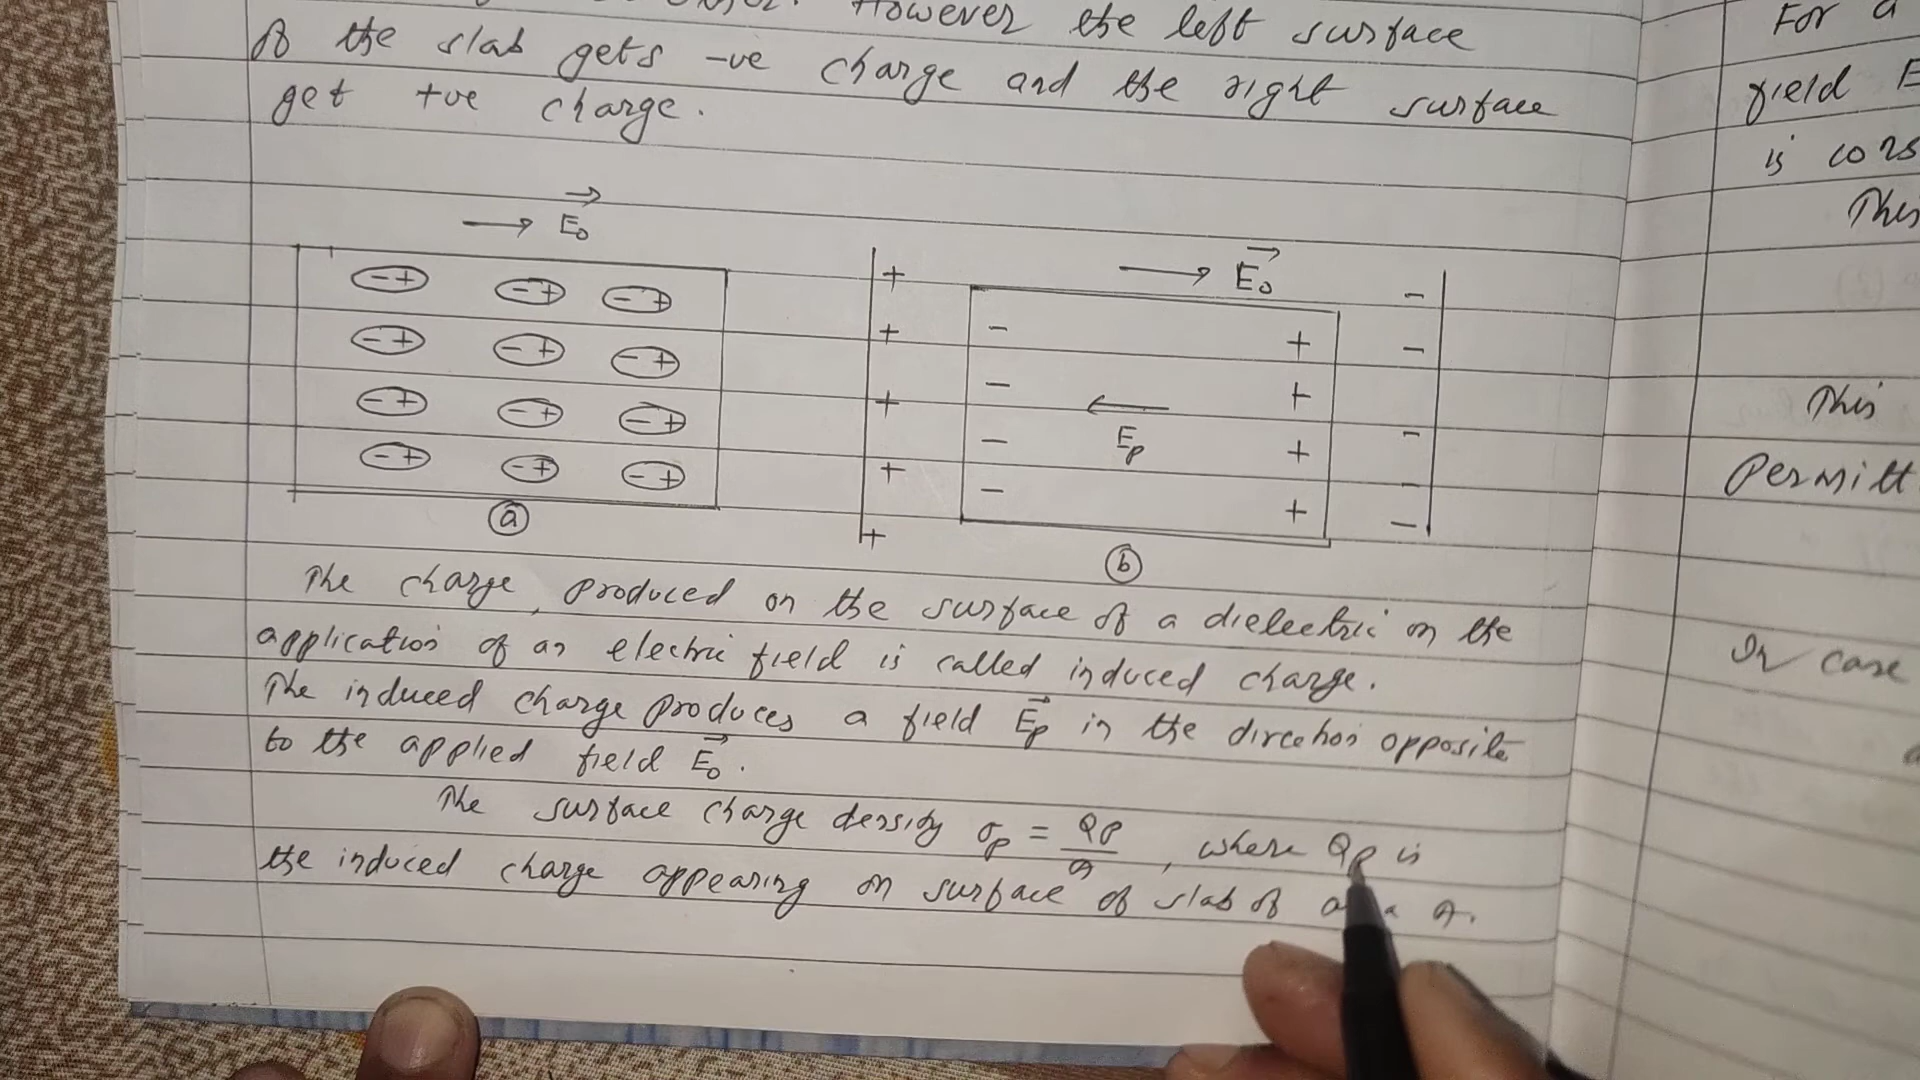 However the left surface
of the slab gets -ve charge and the right surface
get +ve charge.
→ E₀
- + - + - +
- + - + - +
- + - + - +
- + - + - +
ⓐ
→ E₀
+ + + + +
- - - -
← Ep
+ + + +
- - - - -
ⓑ
The charge, produced on the surface of a dielectric on the
application of an electric field is called induced charge.
The induced charge produces a field Ep in the direction opposite
to the applied field E₀.
The surface charge density σp = Qp/A, where Qp is
the induced charge appearing on surface of slab of A.
For a
field E
is cons
This
This
Permitt
In case